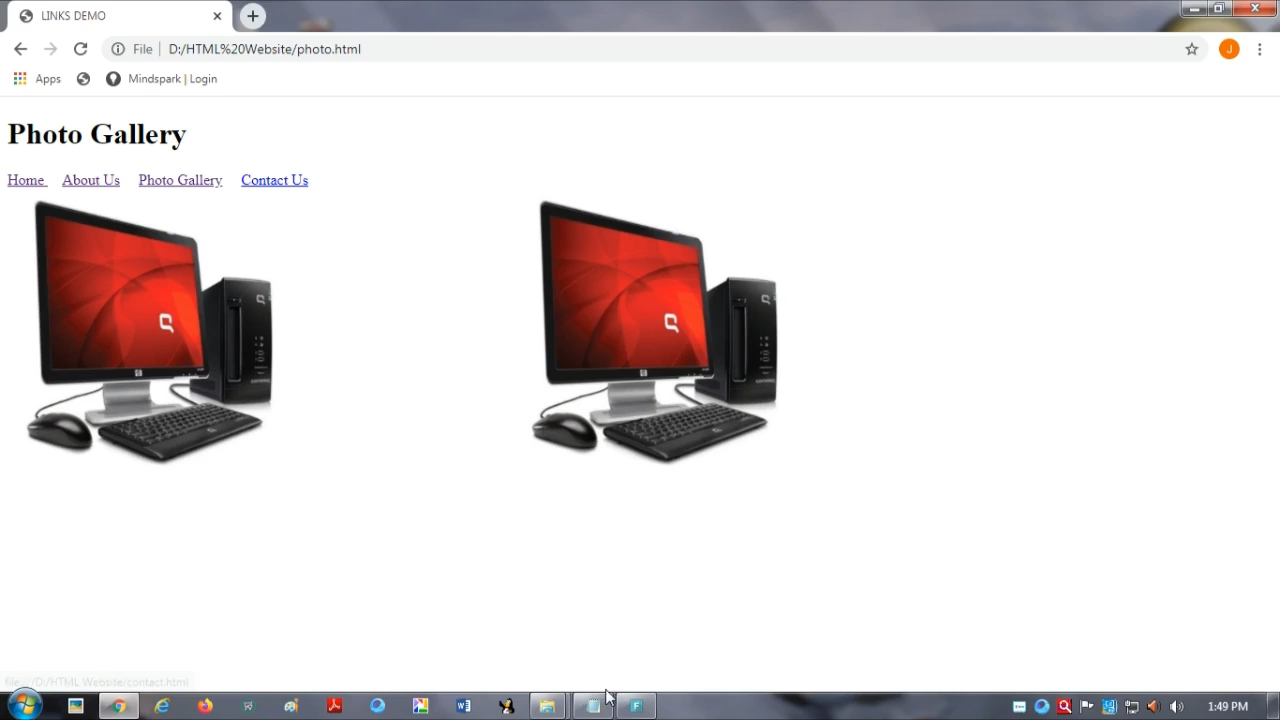 LINKS DEMO
File D:/HTML%20Website/photo.html
J
Apps Mindspark | Login
Photo Gallery
Home About Us Photo Gallery Contact Us
file:///D:/HTML Website/contact.html
F
1:49 PM